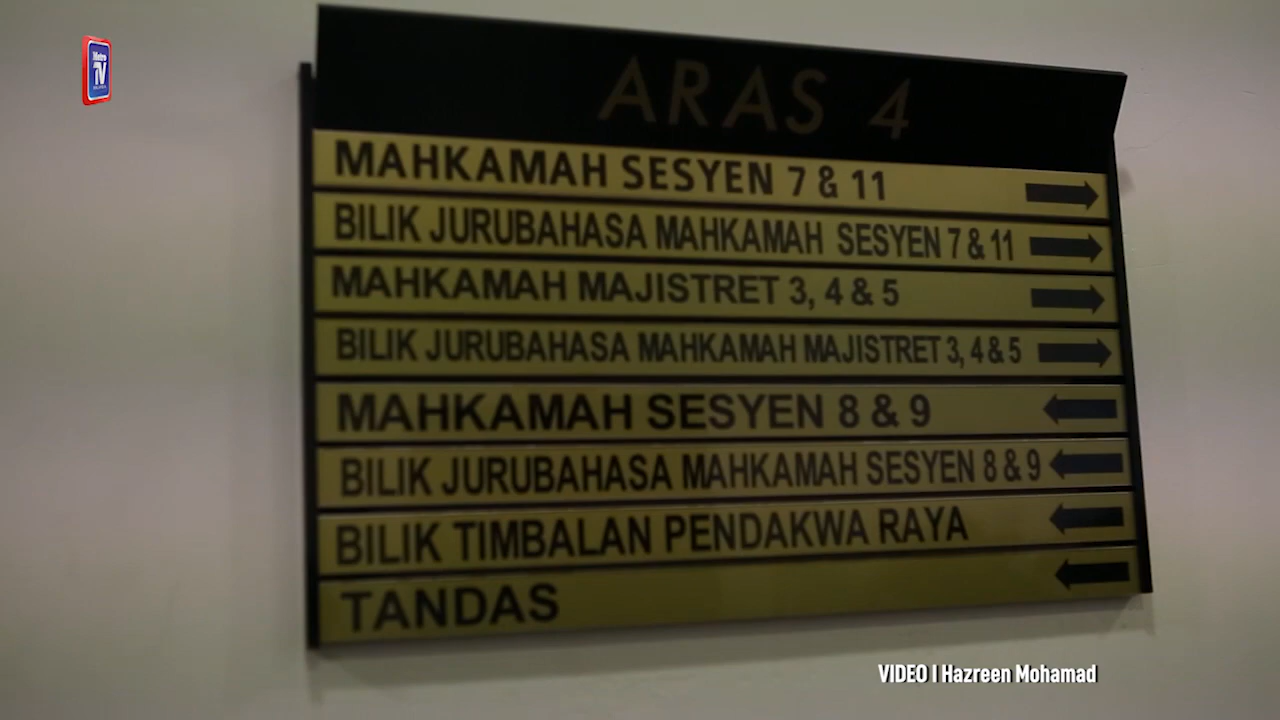 Metro
TV
ARAS 4
MAHKAMAH SESYEN 7 & 11
BILIK JURUBAHASA MAHKAMAH SESYEN 7 & 11
MAHKAMAH MAJISTRET 3, 4 & 5
BILIK JURUBAHASA MAHKAMAH MAJISTRET 3, 4 & 5
MAHKAMAH SESYEN 8 & 9
BILIK JURUBAHASA MAHKAMAH SESYEN 8 & 9
BILIK TIMBALAN PENDAKWA RAYA
TANDAS
VIDEO | Hazreen Mohamad